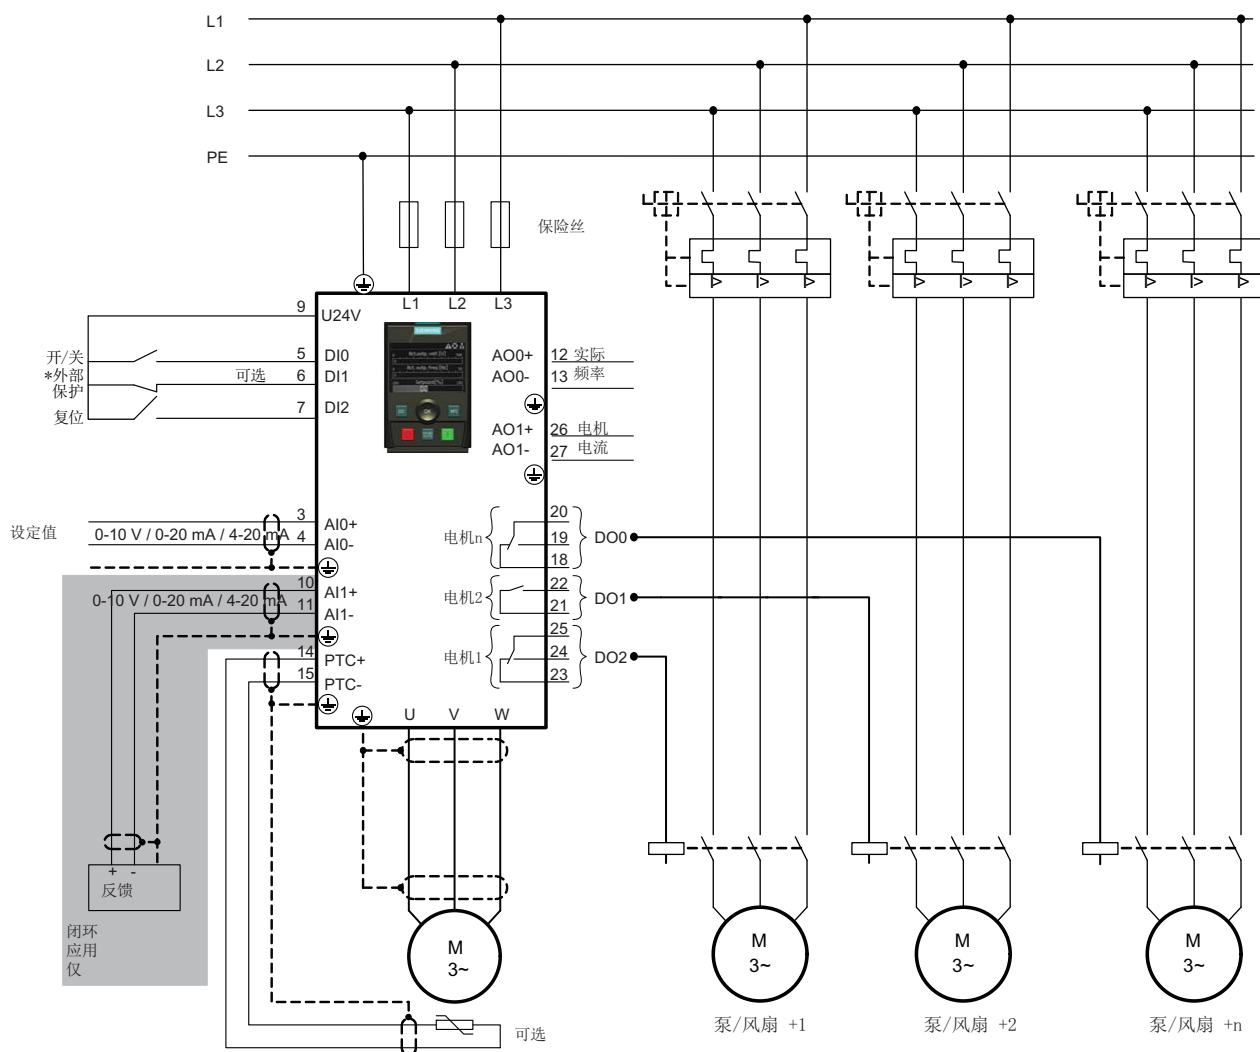 L1
L2
L3
PE
保险丝
L1 L2 L3
9 U24V
开/关 5 DI0
*外部
保护
可选 6 DI1
复位 7 DI2
SIEMENS
OK
AO0+ 12 实际
AO0- 13 频率
AO1+ 26 电机
AO1- 27 电流
设定值
0-10 V / 0-20 mA / 4-20 mA
3 AI0+
4 AI0-
0-10 V / 0-20 mA / 4-20 mA
10 AI1+
11 AI1-
14 PTC+
15 PTC-
电机n 20 19 18 DO0
电机2 22 21 DO1
电机1 25 24 23 DO2
U V W
+ -
反馈
闭环
应用
仅
M
3~
可选
M
3~
泵/风扇 +1
M
3~
泵/风扇 +2
M
3~
泵/风扇 +n